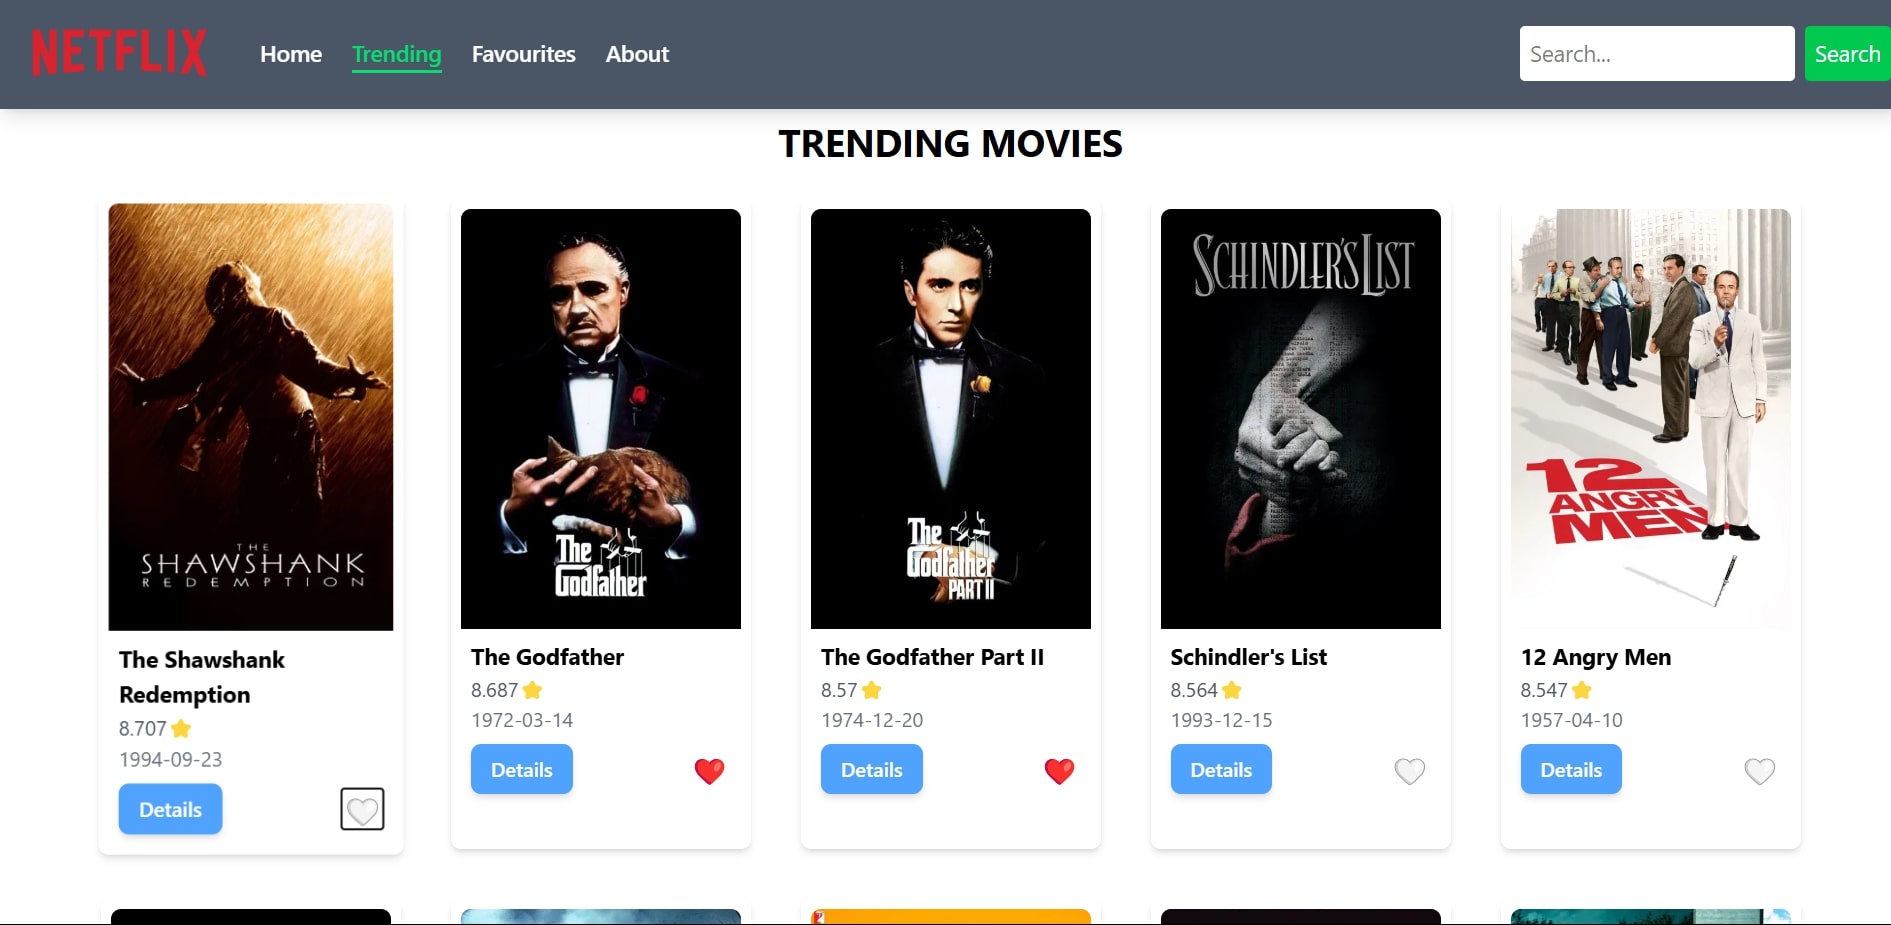 NETFLIX
Home Trending Favourites About
Search...
Search
TRENDING MOVIES
THE
SHAWSHANK
REDEMPTION
The Shawshank
Redemption
8.707
1994-09-23
Details
The
Godfather
The Godfather
8.687
1972-03-14
Details
The
Godfather
PART II
The Godfather Part II
8.57
1974-12-20
Details
SCHINDLER'S LIST
Schindler's List
8.564
1993-12-15
Details
12
ANGRY
MEN
12 Angry Men
8.547
1957-04-10
Details